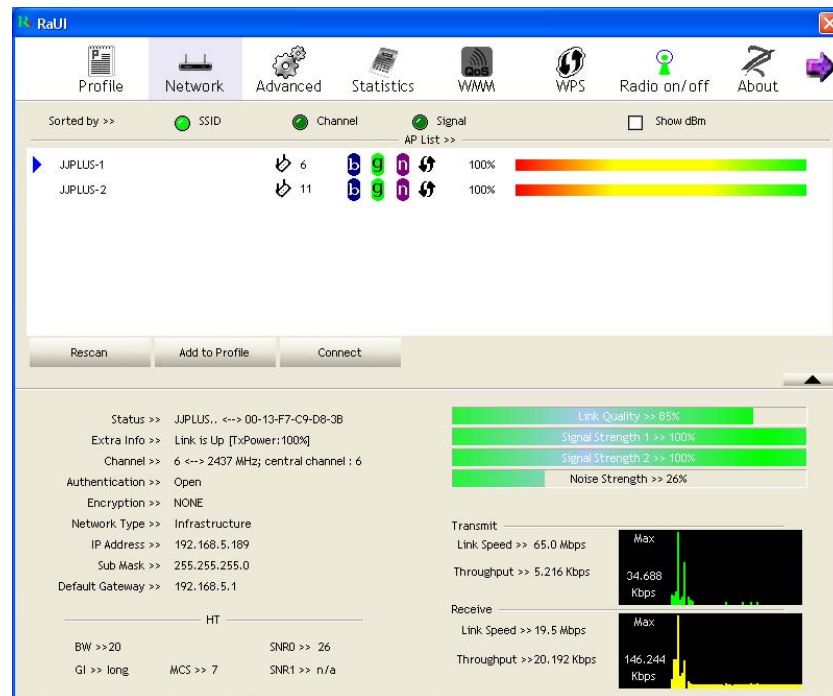 RaUI
Profile Network Advanced Statistics QoS WMM WPS Radio on/off About
Sorted by >> SSID Channel Signal Show dBm
AP List >>
JJPLUS-1 6 b g n 100%
JJPLUS-2 11 b g n 100%
Rescan Add to Profile Connect
Status >> JJPLUS.. <--> 00-13-F7-C9-D8-3B
Extra Info >> Link is Up [TxPower:100%]
Channel >> 6 <--> 2437 MHz; central channel : 6
Authentication >> Open
Encryption >> NONE
Network Type >> Infrastructure
IP Address >> 192.168.5.189
Sub Mask >> 255.255.255.0
Default Gateway >> 192.168.5.1
HT
BW >>20 SNR0 >> 26
GI >> long MCS >> 7 SNR1 >> n/a
Link Quality >> 85%
Signal Strength 1 >> 100%
Signal Strength 2 >> 100%
Noise Strength >> 26%
Transmit
Link Speed >> 65.0 Mbps
Throughput >> 5.216 Kbps
Max
34.688
Kbps
Receive
Link Speed >> 19.5 Mbps
Throughput >>20.192 Kbps
Max
146.244
Kbps